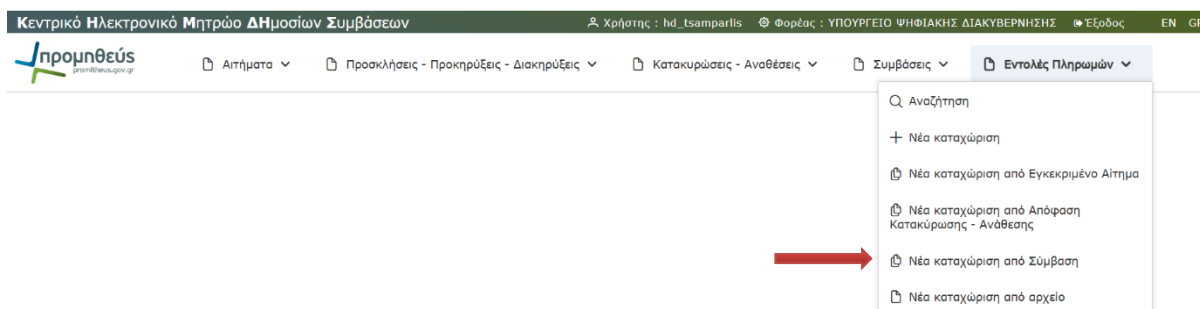 Κεντρικό Ηλεκτρονικό Μητρώο ΔΗμοσίων Συμβάσεων
Χρήστης : hd_tsamparlis Φορέας : ΥΠΟΥΡΓΕΙΟ ΨΗΦΙΑΚΗΣ ΔΙΑΚΥΒΕΡΝΗΣΗΣ Έξοδος EN GR
προμηθεύς
promitheus.gov.gr
Αιτήματα Προσκλήσεις - Προκηρύξεις - Διακηρύξεις Κατακυρώσεις - Αναθέσεις Συμβάσεις Εντολές Πληρωμών
Αναζήτηση
Νέα καταχώριση
Νέα καταχώριση από Εγκεκριμένο Αίτημα
Νέα καταχώριση από Απόφαση
Κατακύρωσης - Ανάθεσης
Νέα καταχώριση από Σύμβαση
Νέα καταχώριση από αρχείο